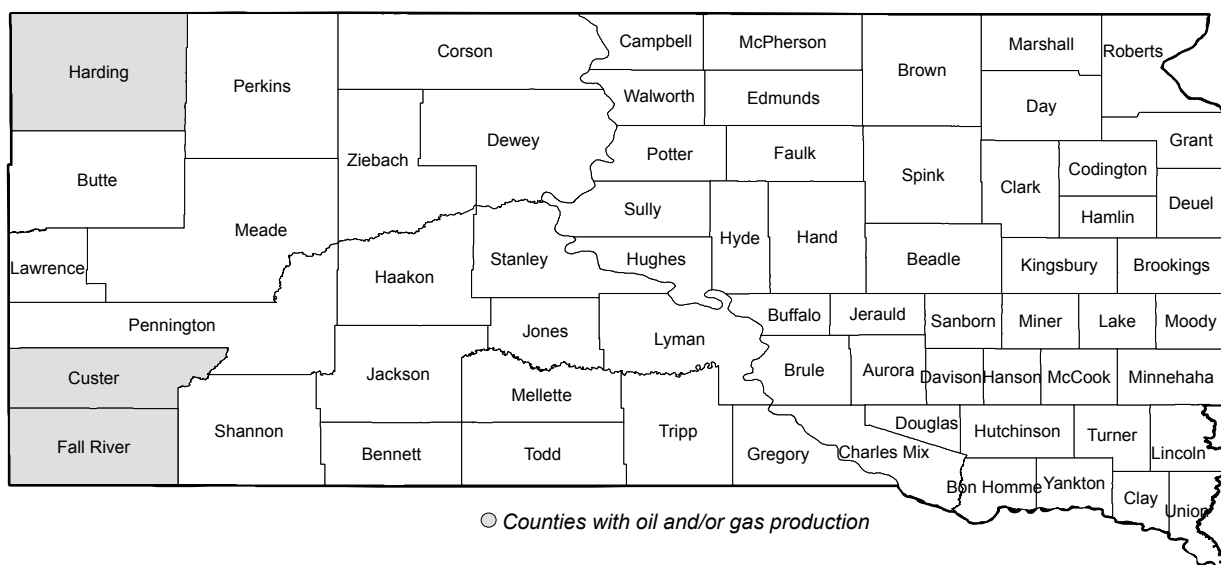 Harding
Perkins
Corson
Campbell
McPherson
Brown
Marshall
Roberts
Walworth
Edmunds
Day
Butte
Ziebach
Dewey
Potter
Faulk
Spink
Clark
Codington
Grant
Hamlin
Deuel
Meade
Sully
Hyde
Hand
Lawrence
Haakon
Stanley
Hughes
Beadle
Kingsbury
Brookings
Pennington
Jones
Lyman
Buffalo
Jerauld
Sanborn
Miner
Lake
Moody
Custer
Jackson
Mellette
Brule
Aurora
Davison
Hanson
McCook
Minnehaha
Fall River
Shannon
Bennett
Todd
Tripp
Gregory
Charles Mix
Douglas
Hutchinson
Turner
Lincoln
Bon Homme
Yankton
Clay
Union
Counties with oil and/or gas production